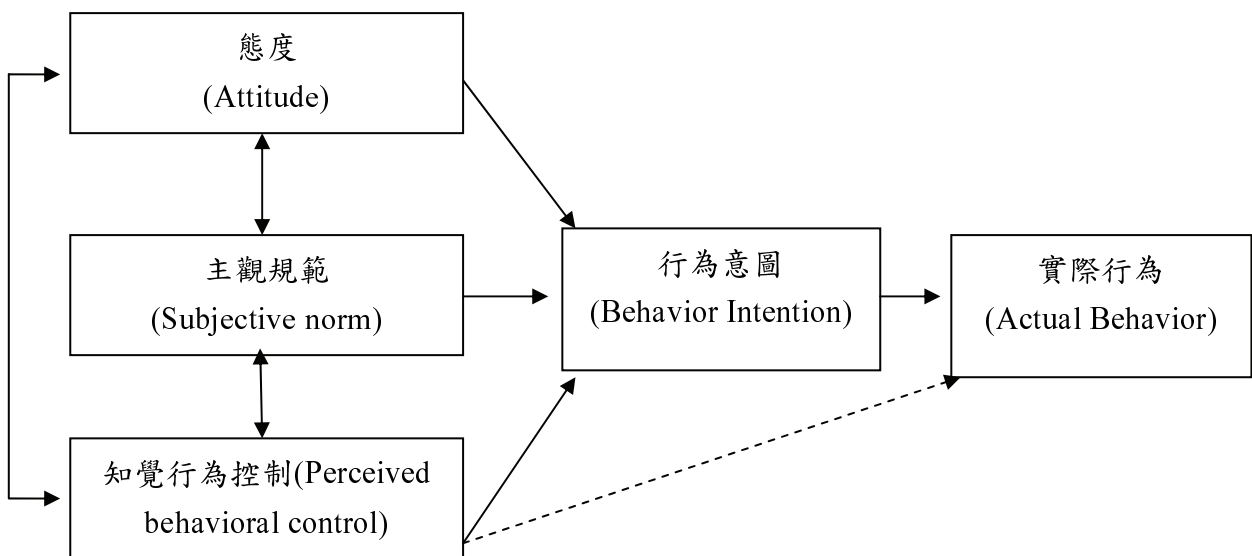 態度
(Attitude)
主觀規範
(Subjective norm)
行為意圖
(Behavior Intention)
實際行為
(Actual Behavior)
知覺行為控制(Perceived
behavioral control)